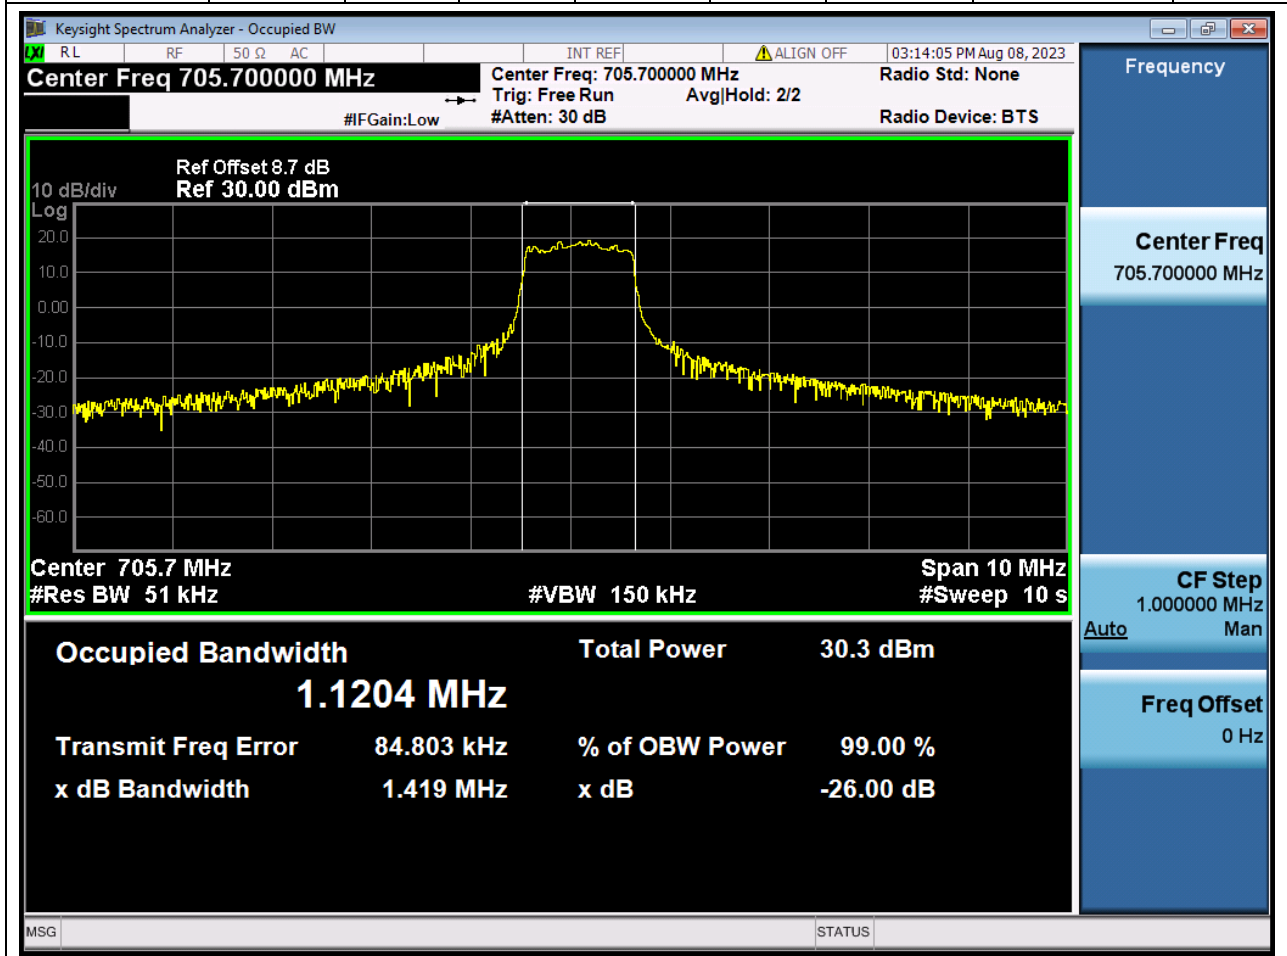 Keysight Spectrum Analyzer - Occupied BW
LXI RL RF 50 Ω AC INT REF ALIGN OFF 03:14:05 PM Aug 08, 2023
Center Freq 705.700000 MHz
Center Freq: 705.700000 MHz
Radio Std: None
Trig: Free Run Avg|Hold: 2/2
#IFGain:Low
#Atten: 30 dB
Radio Device: BTS
Ref Offset 8.7 dB
10 dB/div Ref 30.00 dBm
Log
20.0
10.0
0.00
-10.0
-20.0
-30.0
-40.0
-50.0
-60.0
Center 705.7 MHz Span 10 MHz
#Res BW 51 kHz #VBW 150 kHz #Sweep 10 s
Occupied Bandwidth Total Power 30.3 dBm
1.1204 MHz
Transmit Freq Error 84.803 kHz % of OBW Power 99.00 %
x dB Bandwidth 1.419 MHz x dB -26.00 dB
MSG STATUS
Frequency
Center Freq
705.700000 MHz
CF Step
1.000000 MHz
Auto Man
Freq Offset
0 Hz